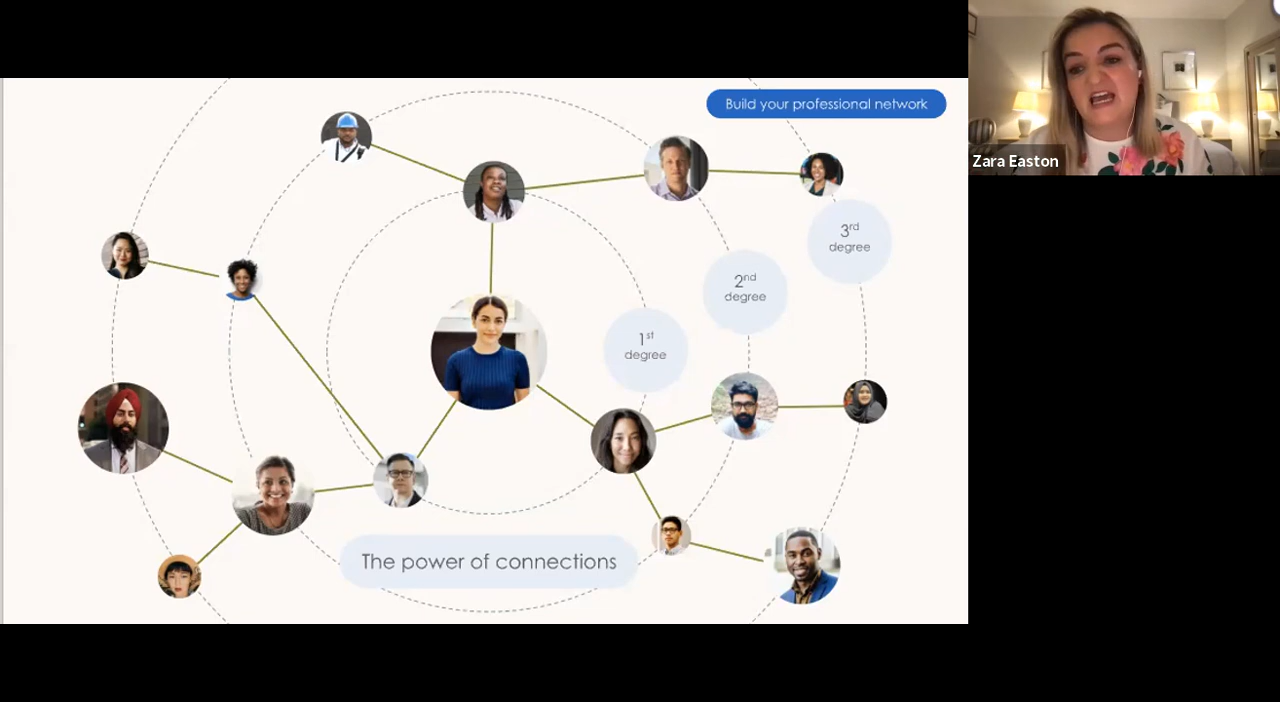 Build your professional network
Zara Easton
3rd
degree
2nd
degree
1st
degree
The power of connections